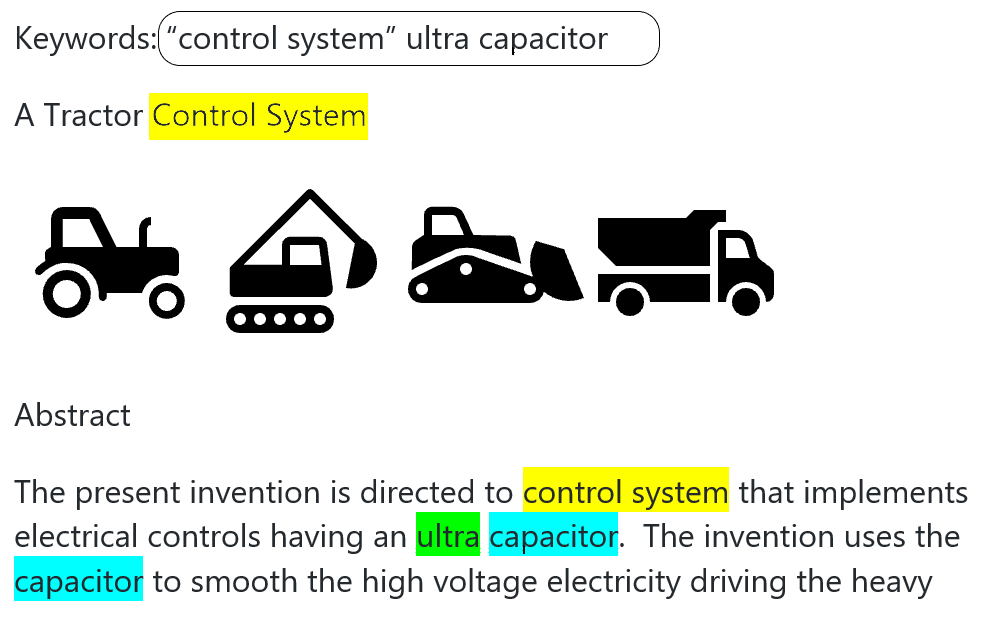 Keywords: “control system” ultra capacitor
A Tractor Control System
Abstract
The present invention is directed to control system that implements
electrical controls having an ultra capacitor.  The invention uses the
capacitor to smooth the high voltage electricity driving the heavy